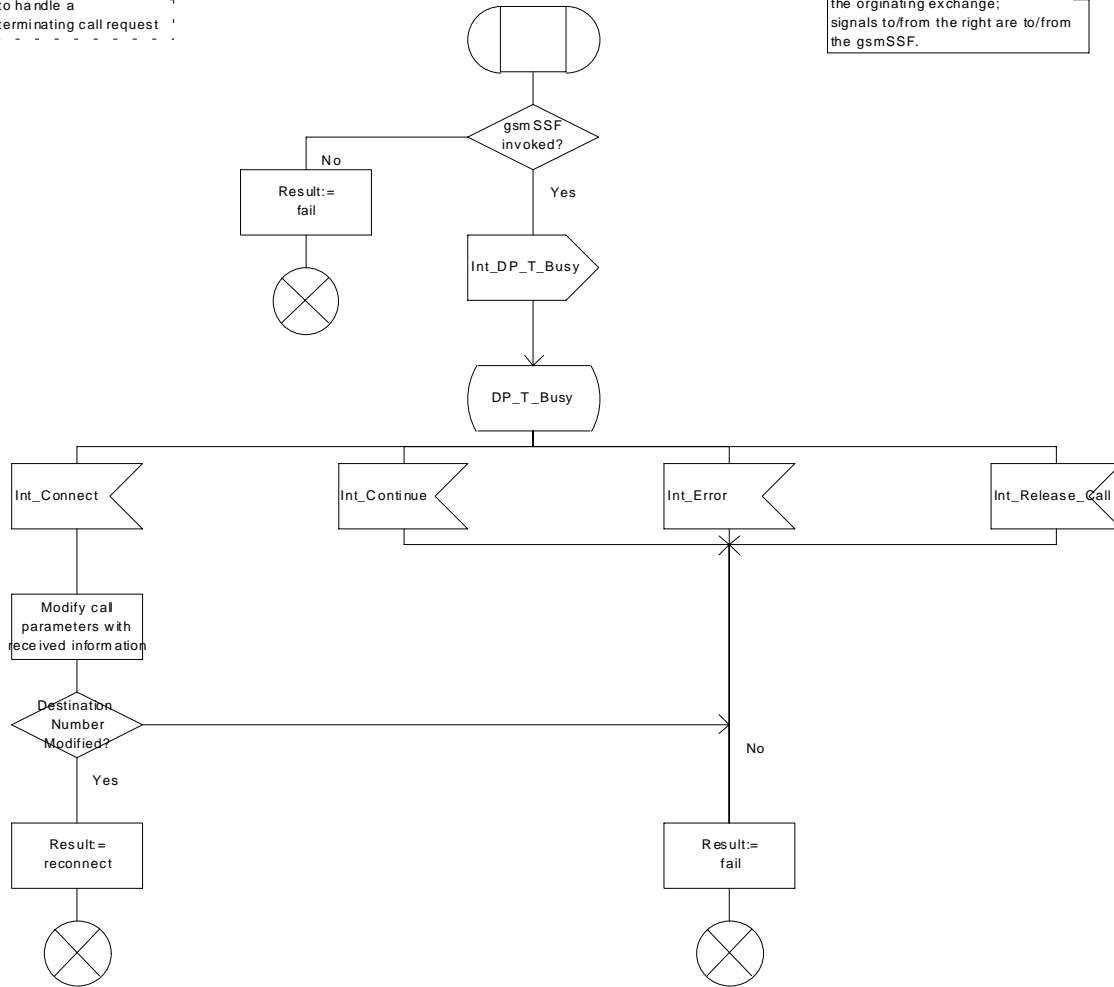 to handle a
terminating call request
the orginating exchange;
signals to/from the right are to/from
the gsmSSF.
gsmSSF
invoked?
No
Yes
Result:=
fail
Int_DP_T_Busy
DP_T_Busy
Int_Connect
Int_Continue
Int_Error
Int_Release_Call
Modify call
parameters with
received information
Destination
Number
Modified?
No
Yes
Result:=
reconnect
Result:=
fail